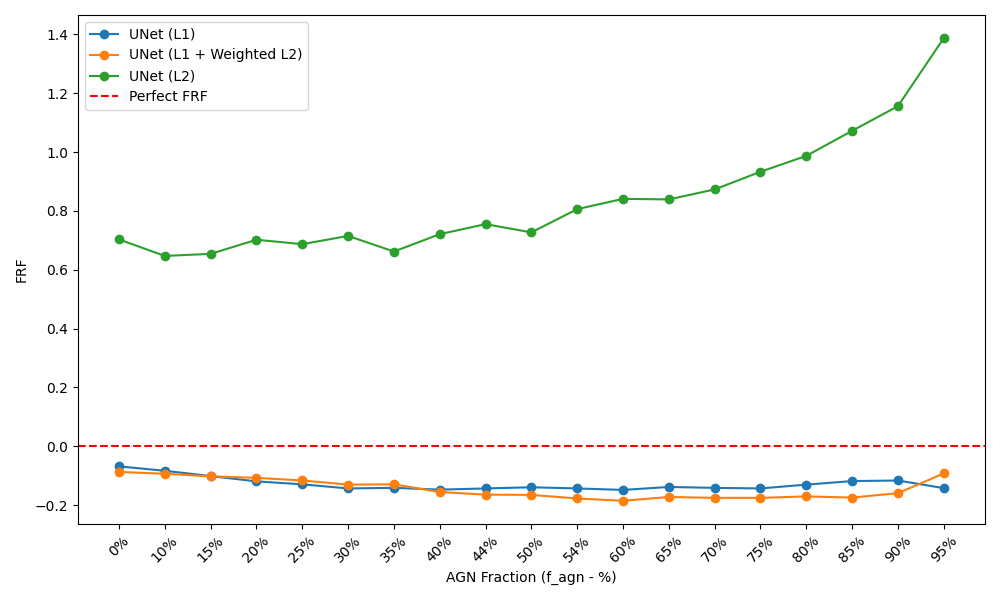 UNet (L1)
UNet (L1 + Weighted L2)
UNet (L2)
Perfect FRF
FRF
1.4
1.2
1.0
0.8
0.6
0.4
0.2
0.0
−0.2
0% 10% 15% 20% 25% 30% 35% 40% 44% 50% 54% 60% 65% 70% 75% 80% 85% 90% 95%
AGN Fraction (f_agn - %)